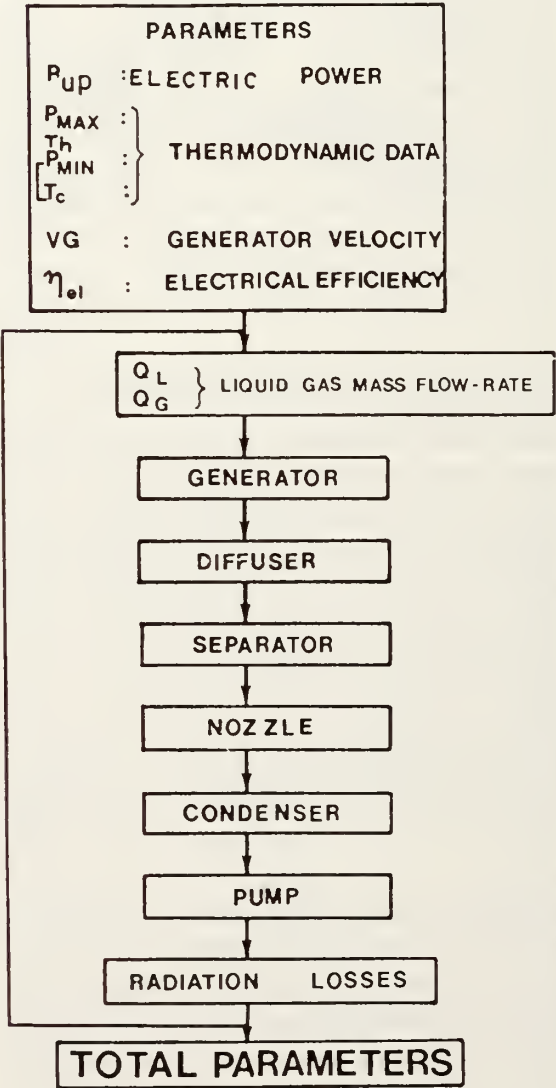 PARAMETERS
Pup : ELECTRIC POWER
PMAX :
Th
PMIN : } THERMODYNAMIC DATA
[Tc :
VG : GENERATOR VELOCITY
ηel : ELECTRICAL EFFICIENCY
QL
QG } LIQUID GAS MASS FLOW-RATE
GENERATOR
DIFFUSER
SEPARATOR
NOZZLE
CONDENSER
PUMP
RADIATION LOSSES
TOTAL PARAMETERS